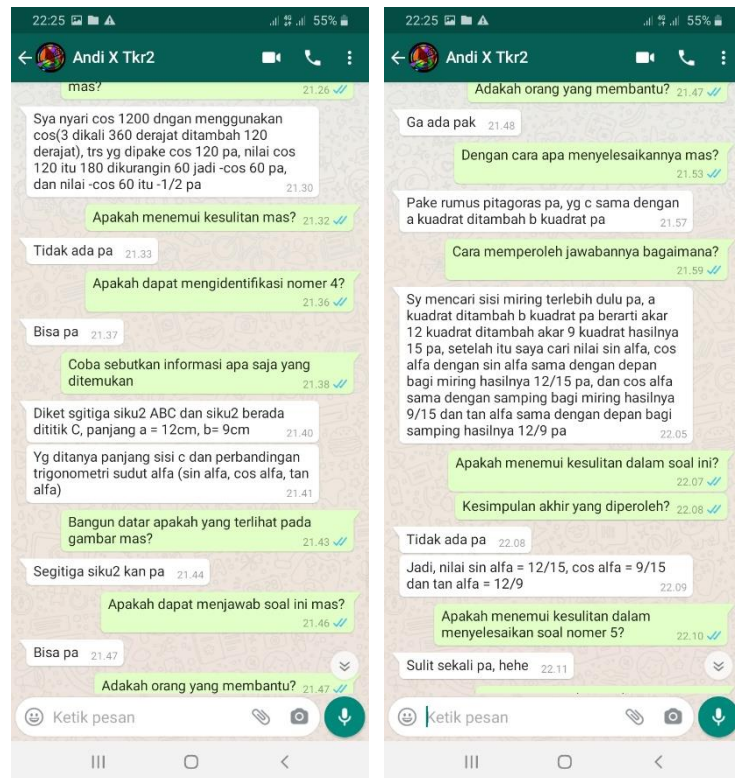 22:25
55%
Andi X Tkr2
mas?
21.26
Sya nyari cos 1200 dngan menggunakan
cos(3 dikali 360 derajat ditambah 120
derajat), trs yg dipake cos 120 pa, nilai cos
120 itu 180 dikurangin 60 jadi -cos 60 pa,
dan nilai -cos 60 itu -1/2 pa
21.30
Apakah menemui kesulitan mas? 21.32
Tidak ada pa 21.33
Apakah dapat mengidentifikasi nomer 4?
21.36
Bisa pa 21.37
Coba sebutkan informasi apa saja yang
ditemukan 21.38
Diket sgitiga siku2 ABC dan siku2 berada
dititik C, panjang a = 12cm, b= 9cm 21.40
Yg ditanya panjang sisi c dan perbandingan
trigonometri sudut alfa (sin alfa, cos alfa, tan
alfa) 21.41
Bangun datar apakah yang terlihat pada
gambar mas? 21.43
Segitiga siku2 kan pa 21.44
Apakah dapat menjawab soal ini mas?
21.46
Bisa pa 21.47
Adakah orang yang membantu? 21.47
Ketik pesan
22:25
55%
Andi X Tkr2
Adakah orang yang membantu? 21.47
Ga ada pak 21.48
Dengan cara apa menyelesaikannya mas?
21.53
Pake rumus pitagoras pa, yg c sama dengan
a kuadrat ditambah b kuadrat pa 21.57
Cara memperoleh jawabannya bagaimana?
21.59
Sy mencari sisi miring terlebih dulu pa, a
kuadrat ditambah b kuadrat pa berarti akar
12 kuadrat ditambah akar 9 kuadrat hasilnya
15 pa, setelah itu saya cari nilai sin alfa, cos
alfa dengan sin alfa sama dengan depan
bagi miring hasilnya 12/15 pa, dan cos alfa
sama dengan samping bagi miring hasilnya
9/15 dan tan alfa sama dengan depan bagi
samping hasilnya 12/9 pa 22.05
Apakah menemui kesulitan dalam soal ini?
22.07
Kesimpulan akhir yang diperoleh? 22.08
Tidak ada pa 22.08
Jadi, nilai sin alfa = 12/15, cos alfa = 9/15
dan tan alfa = 12/9 22.09
Apakah menemui kesulitan dalam
menyelesaikan soal nomer 5? 22.10
Sulit sekali pa, hehe 22.11
Ketik pesan